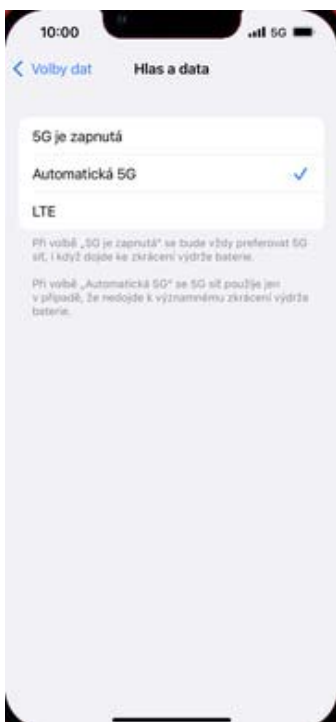 10:00 5G
Volby dat Hlas a data
5G je zapnutá
Automatická 5G
LTE
Při volbě „5G je zapnutá“ se bude vždy preferovat 5G
síť, i když dojde ke zkrácení výdrže baterie.
Při volbě „Automatická 5G“ se 5G síť použije jen
v případě, že nedojde k významnému zkrácení výdrže
baterie.